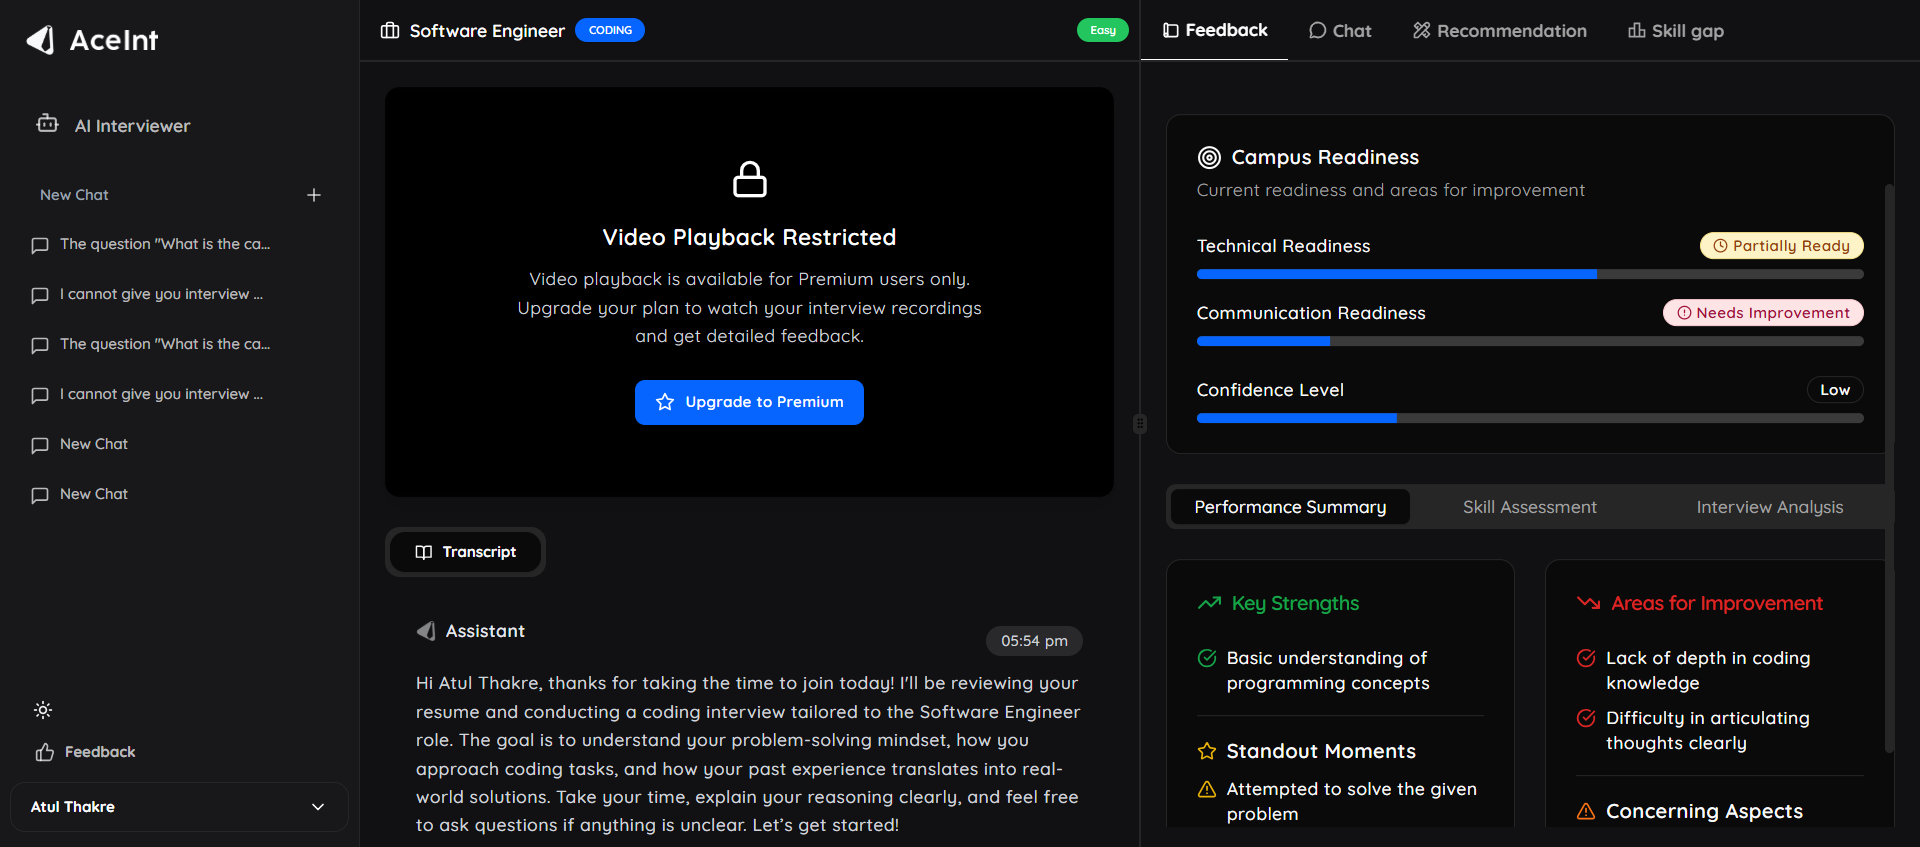 AceInt
AI Interviewer
New Chat
The question "What is the ca...
I cannot give you interview ...
The question "What is the ca...
I cannot give you interview ...
New Chat
New Chat
Feedback
Atul Thakre
Software Engineer
CODING
Easy
Video Playback Restricted
Video playback is available for Premium users only.
Upgrade your plan to watch your interview recordings
and get detailed feedback.
Upgrade to Premium
Transcript
Assistant
05:54 pm
Hi Atul Thakre, thanks for taking the time to join today! I'll be reviewing your
resume and conducting a coding interview tailored to the Software Engineer
role. The goal is to understand your problem-solving mindset, how you
approach coding tasks, and how your past experience translates into real-
world solutions. Take your time, explain your reasoning clearly, and feel free
to ask questions if anything is unclear. Let’s get started!
Feedback
Chat
Recommendation
Skill gap
Campus Readiness
Current readiness and areas for improvement
Technical Readiness
Partially Ready
Communication Readiness
Needs Improvement
Confidence Level
Low
Performance Summary
Skill Assessment
Interview Analysis
Key Strengths
Basic understanding of
programming concepts
Standout Moments
Attempted to solve the given
problem
Areas for Improvement
Lack of depth in coding
knowledge
Difficulty in articulating
thoughts clearly
Concerning Aspects